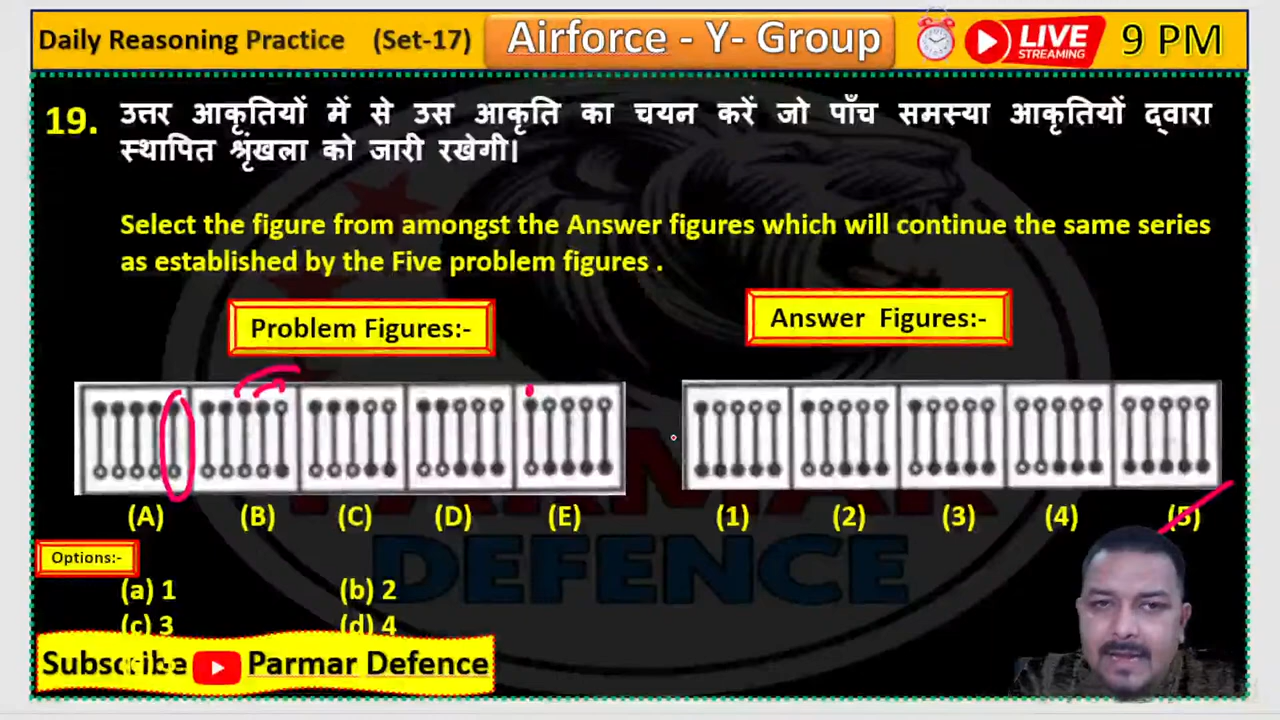 Daily Reasoning Practice (Set-17) Airforce - Y- Group LIVE STREAMING 9 PM
19. उत्तर आकृतियों में से उस आकृति का चयन करें जो पाँच समस्या आकृतियों द्वारा
स्थापित श्रृंखला को जारी रखेगी।
Select the figure from amongst the Answer figures which will continue the same series
as established by the Five problem figures .
Problem Figures:- Answer Figures:-
(A) (B) (C) (D) (E) (1) (2) (3) (4) (5)
PARMAR
DEFENCE
Options:-
(a) 1 (b) 2
(c) 3 (d) 4
Subscribe Parmar Defence